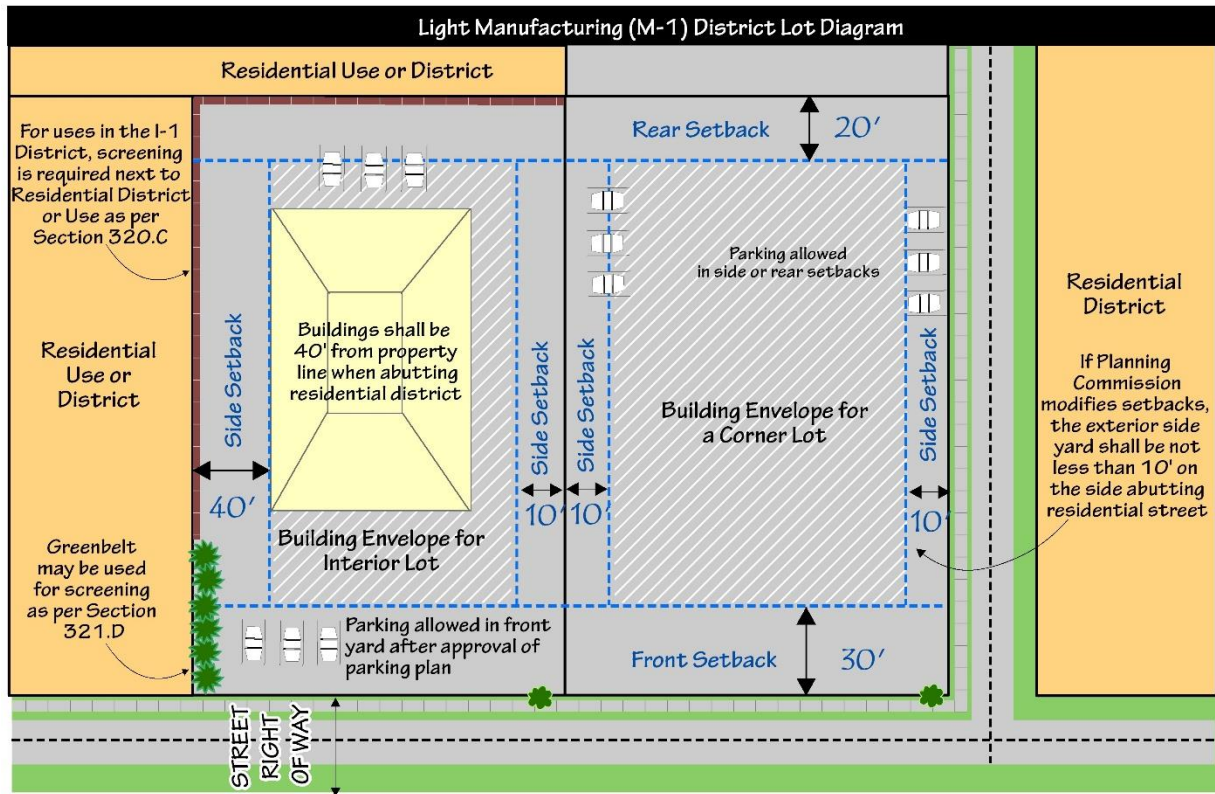 Light Manufacturing (M-1) District Lot Diagram
Residential Use or District
For uses in the I-1
District, screening
is required next to
Residential District
or Use as per
Section 320.C
Residential
Use or
District
Greenbelt
may be used
for screening
as per Section
321.D
Side Setback
40'
Buildings shall be
40' from property
line when abutting
residential district
Building Envelope for
Interior Lot
Side Setback
10'
Parking allowed in front
yard after approval of
parking plan
Rear Setback
20'
Side Setback
10'
Parking allowed
in side or rear setbacks
Building Envelope for
a Corner Lot
Side Setback
10'
Front Setback
30'
Residential
District
If Planning
Commission
modifies setbacks,
the exterior side
yard shall be not
less than 10' on
the side abutting
residential street
STREET
RIGHT
OF WAY